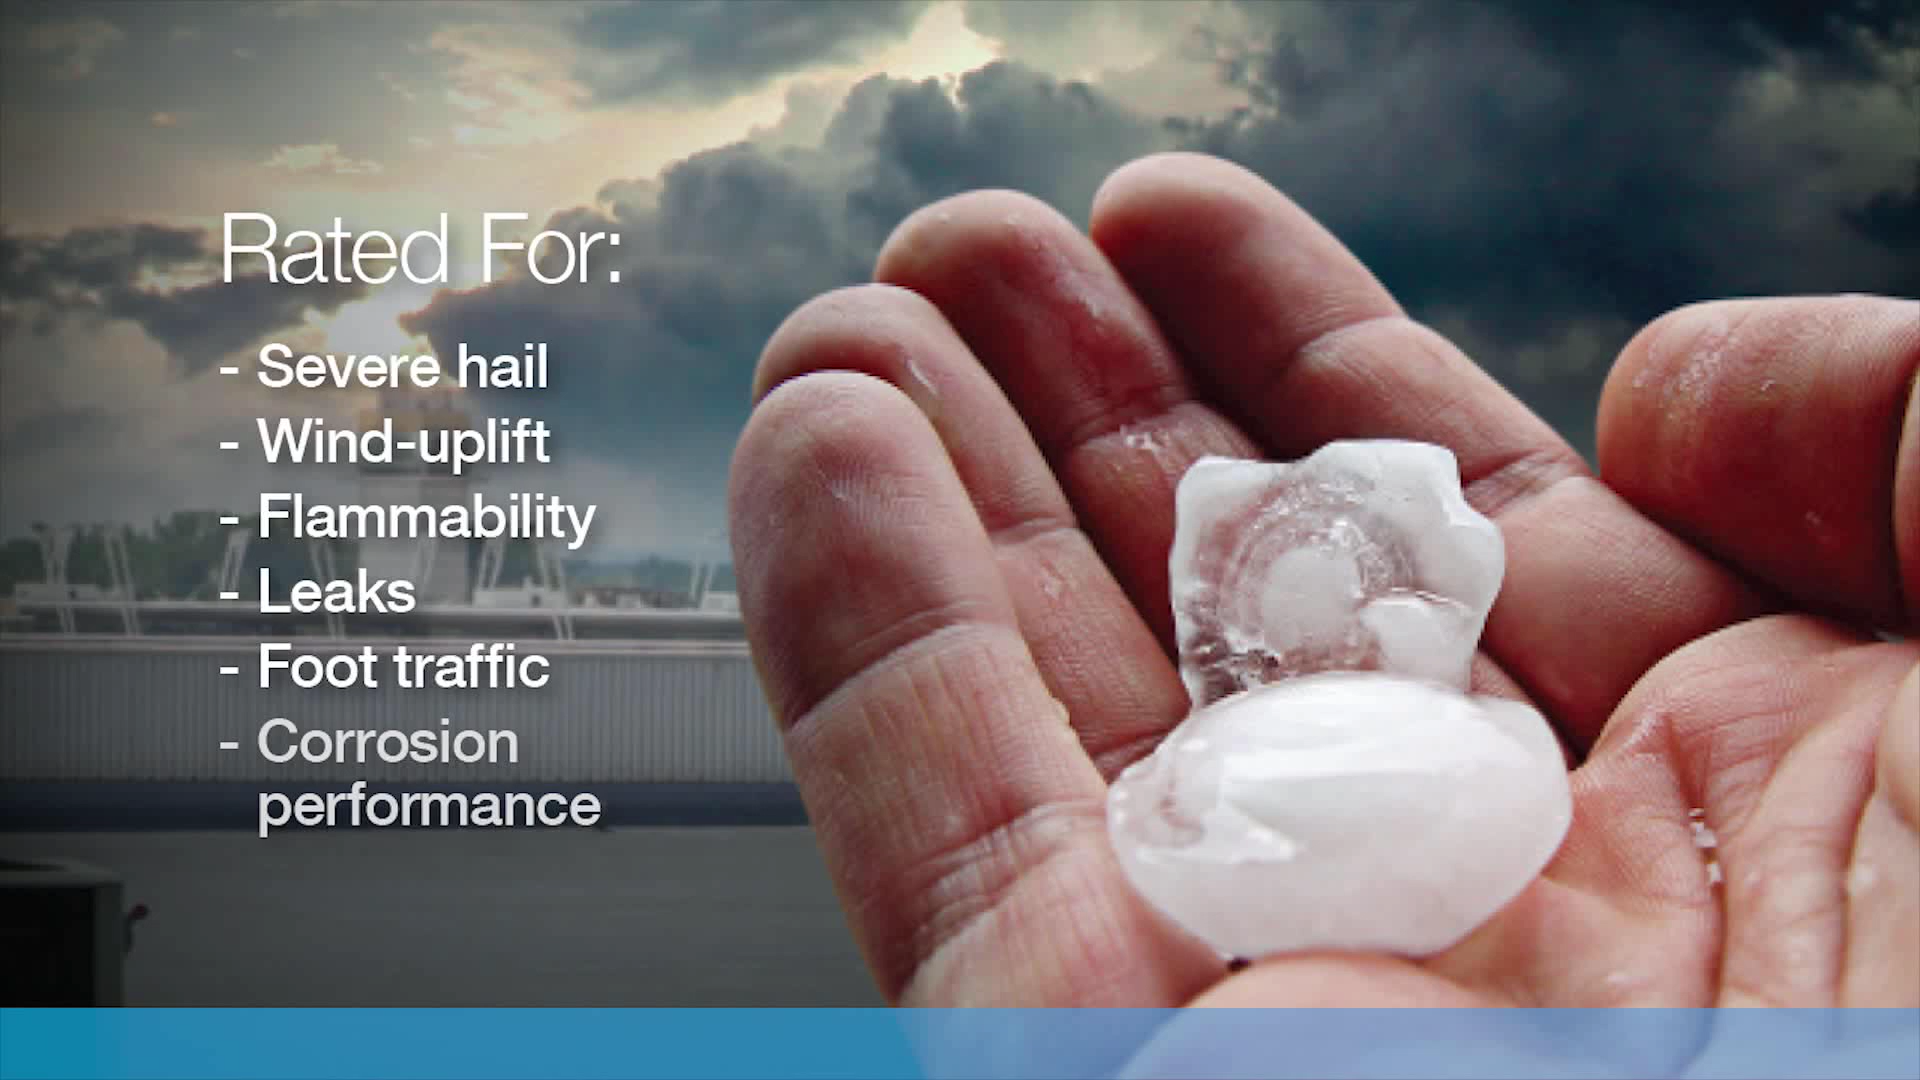 Rated For:
- Severe hail
- Wind-uplift
- Flammability
- Leaks
- Foot traffic
- Corrosion
performance